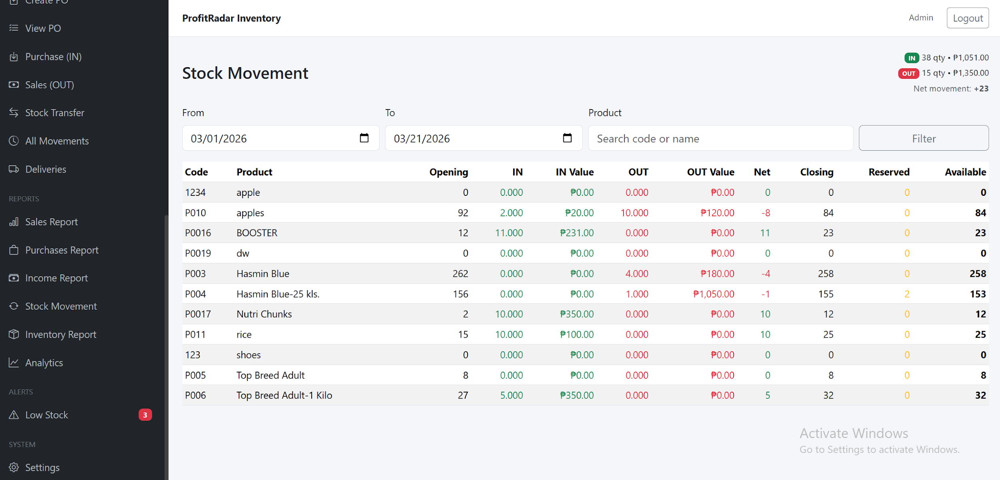 Create PO
View PO
Purchase (IN)
Sales (OUT)
Stock Transfer
All Movements
Deliveries
REPORTS
Sales Report
Purchases Report
Income Report
Stock Movement
Inventory Report
Analytics
ALERTS
Low Stock 3
SYSTEM
Settings
ProfitRadar Inventory Admin Logout
Stock Movement
IN 38 qty • ₱1,051.00
OUT 15 qty • ₱1,350.00
Net movement: +23
From To Product
03/01/2026 03/21/2026 Search code or name Filter
Code Product Opening IN IN Value OUT OUT Value Net Closing Reserved Available
1234 apple 0 0.000 ₱0.00 0.000 ₱0.00 0 0 0 0
P010 apples 92 2.000 ₱20.00 10.000 ₱120.00 -8 84 0 84
P0016 BOOSTER 12 11.000 ₱231.00 0.000 ₱0.00 11 23 0 23
P0019 dw 0 0.000 ₱0.00 0.000 ₱0.00 0 0 0 0
P003 Hasmin Blue 262 0.000 ₱0.00 4.000 ₱180.00 -4 258 0 258
P004 Hasmin Blue-25 kls. 156 0.000 ₱0.00 1.000 ₱1,050.00 -1 155 2 153
P0017 Nutri Chunks 2 10.000 ₱350.00 0.000 ₱0.00 10 12 0 12
P011 rice 15 10.000 ₱100.00 0.000 ₱0.00 10 25 0 25
123 shoes 0 0.000 ₱0.00 0.000 ₱0.00 0 0 0 0
P005 Top Breed Adult 8 0.000 ₱0.00 0.000 ₱0.00 0 8 0 8
P006 Top Breed Adult-1 Kilo 27 5.000 ₱350.00 0.000 ₱0.00 5 32 0 32
Activate Windows
Go to Settings to activate Windows.